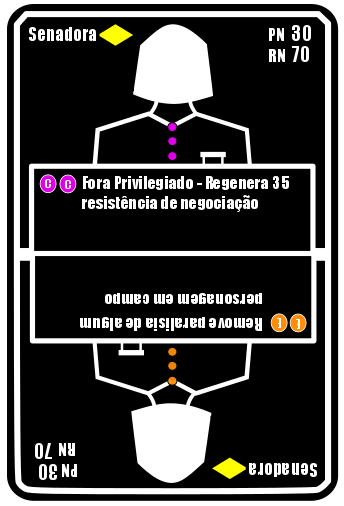 Senadora
PN 30
RN 70
C C Fora Privilegiado - Regenera 35
resistência de negociação
Remove paralisia de algum
personagem em campo
Senadora
PN 30
RN 70